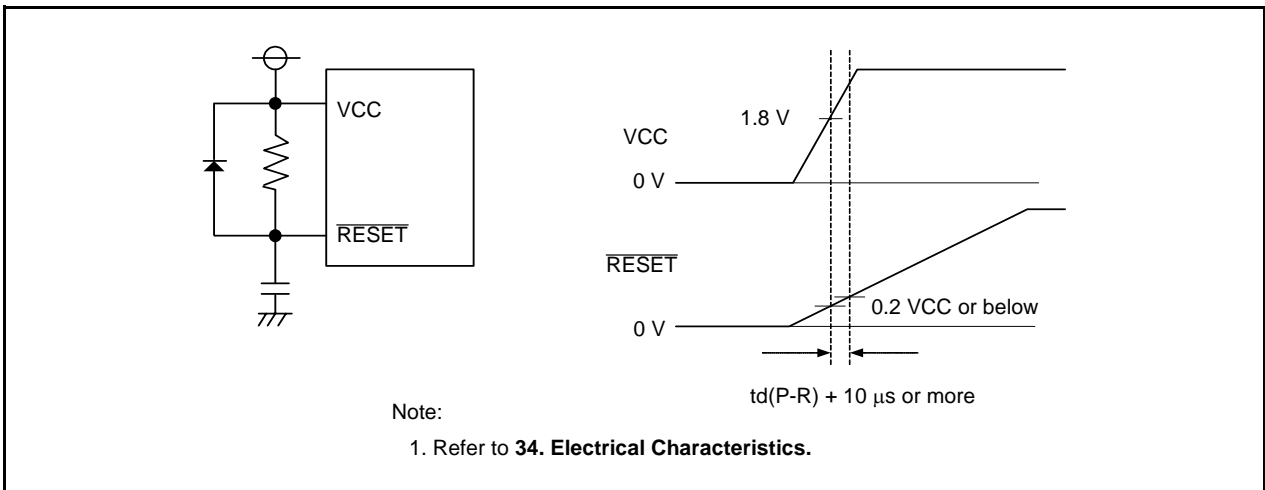 VCC
RESET
1.8 V
VCC
0 V
RESET
0.2 VCC or below
0 V
td(P-R) + 10 μs or more
Note:
1. Refer to 34. Electrical Characteristics.